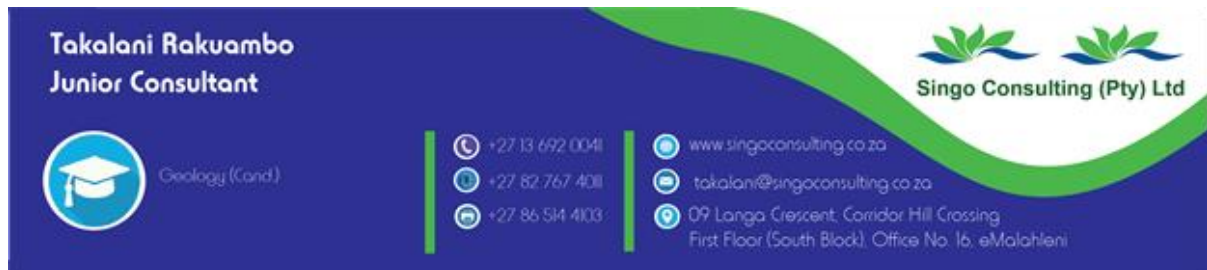 Takalani Rakuambo
Junior Consultant
Singo Consulting (Pty) Ltd
Geology (Cand.)
+27 13 692 0041
+27 82 767 4011
+27 86 514 4103
www.singoconsulting.co.za
takalani@singoconsulting.co.za
09 Langa Crescent, Corridor Hill Crossing
First Floor (South Block), Office No. 16, eMalahleni